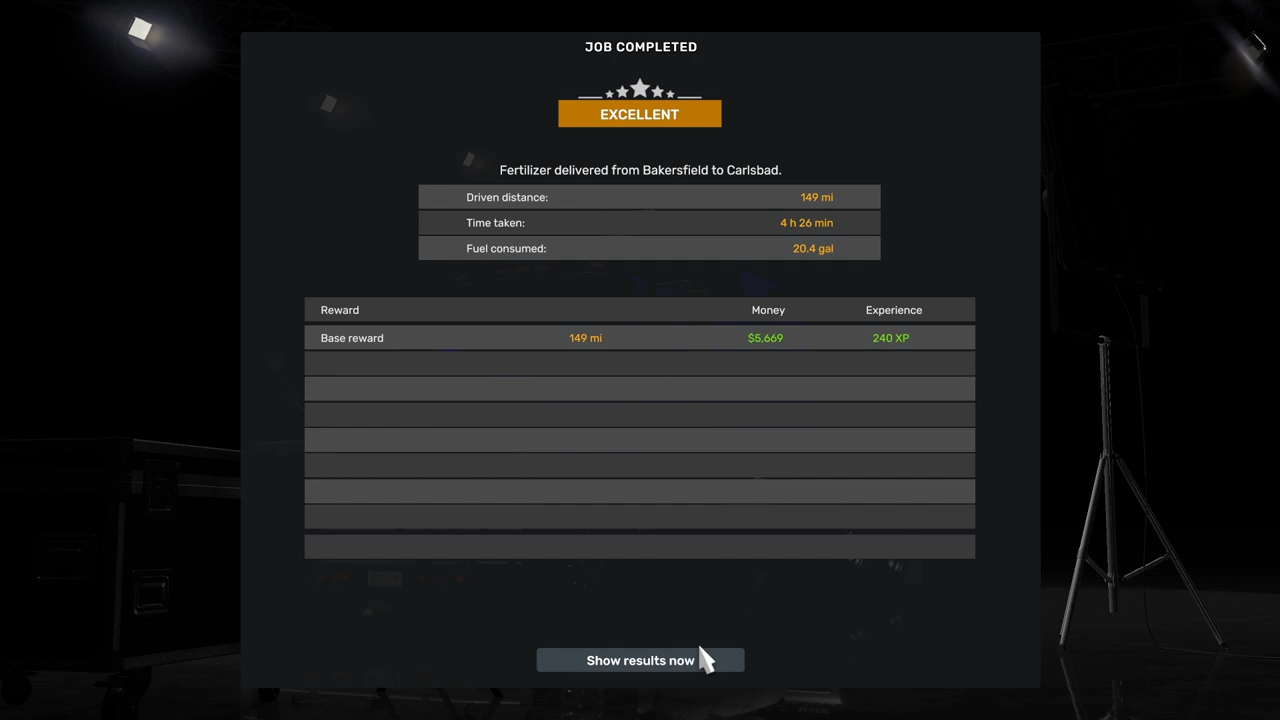 JOB COMPLETED
EXCELLENT
Fertilizer delivered from Bakersfield to Carlsbad.
Driven distance: 149 mi
Time taken: 4 h 26 min
Fuel consumed: 20.4 gal
Reward Money Experience
Base reward 149 mi $5,669 240 XP
Show results now